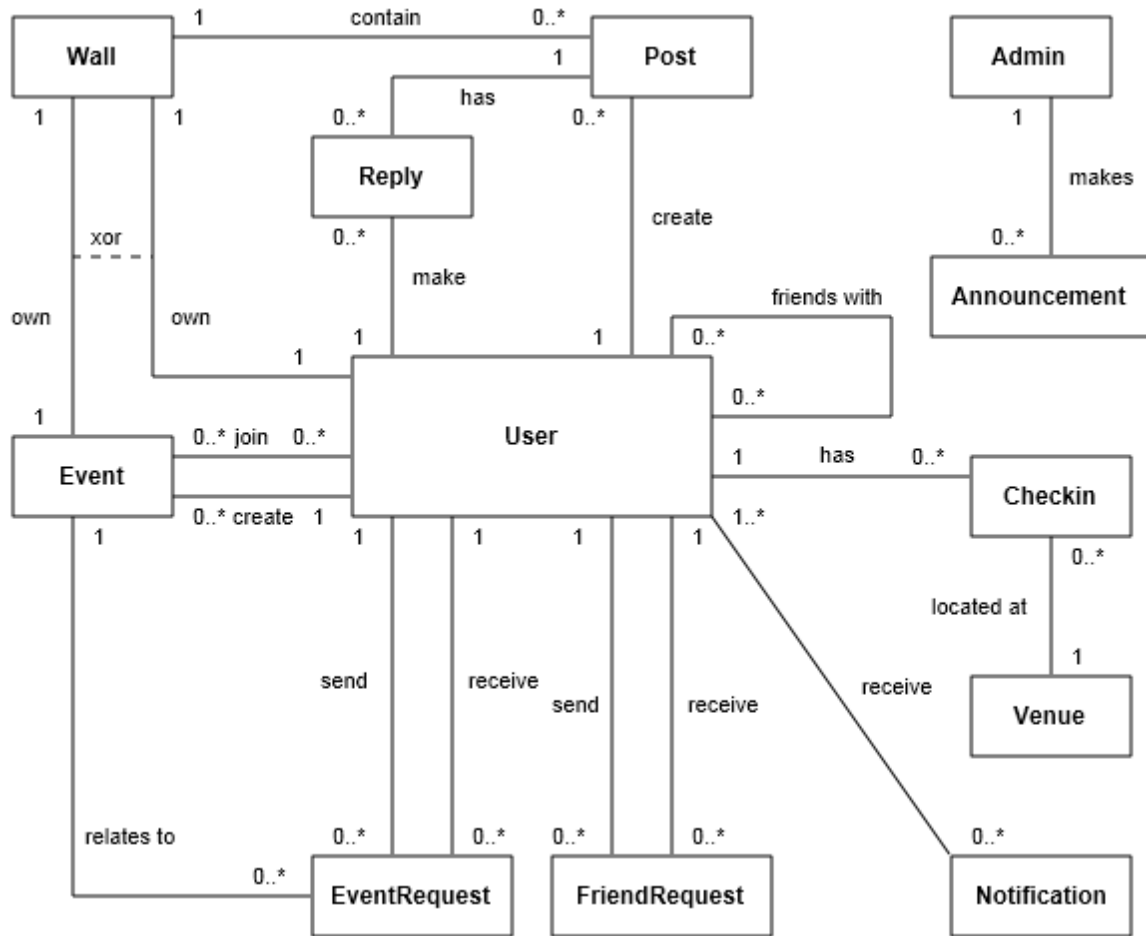 1 contain 0..*
Wall
Post
Admin
1
has
1 1 0..* 0..* 1
Reply
makes
xor
0..*
create
0..*
make
Announcement
friends with
own own
1 1 0..*
1
1
0..*
User
0..* join 0..*
Event
1 has 0..*
Checkin
0..* create 1
1 1 1 1 1 1..* 0..*
located at
send receive send receive receive
1
Venue
relates to
0..* 0..* 0..* 0..* 0..*
0..*
EventRequest
FriendRequest
Notification